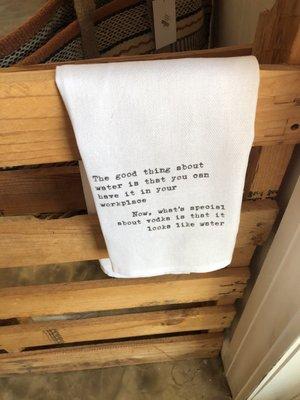 The good thing about
water is that you can
have it in your
workplace
Now, what's special
about vodka is that it
looks like water